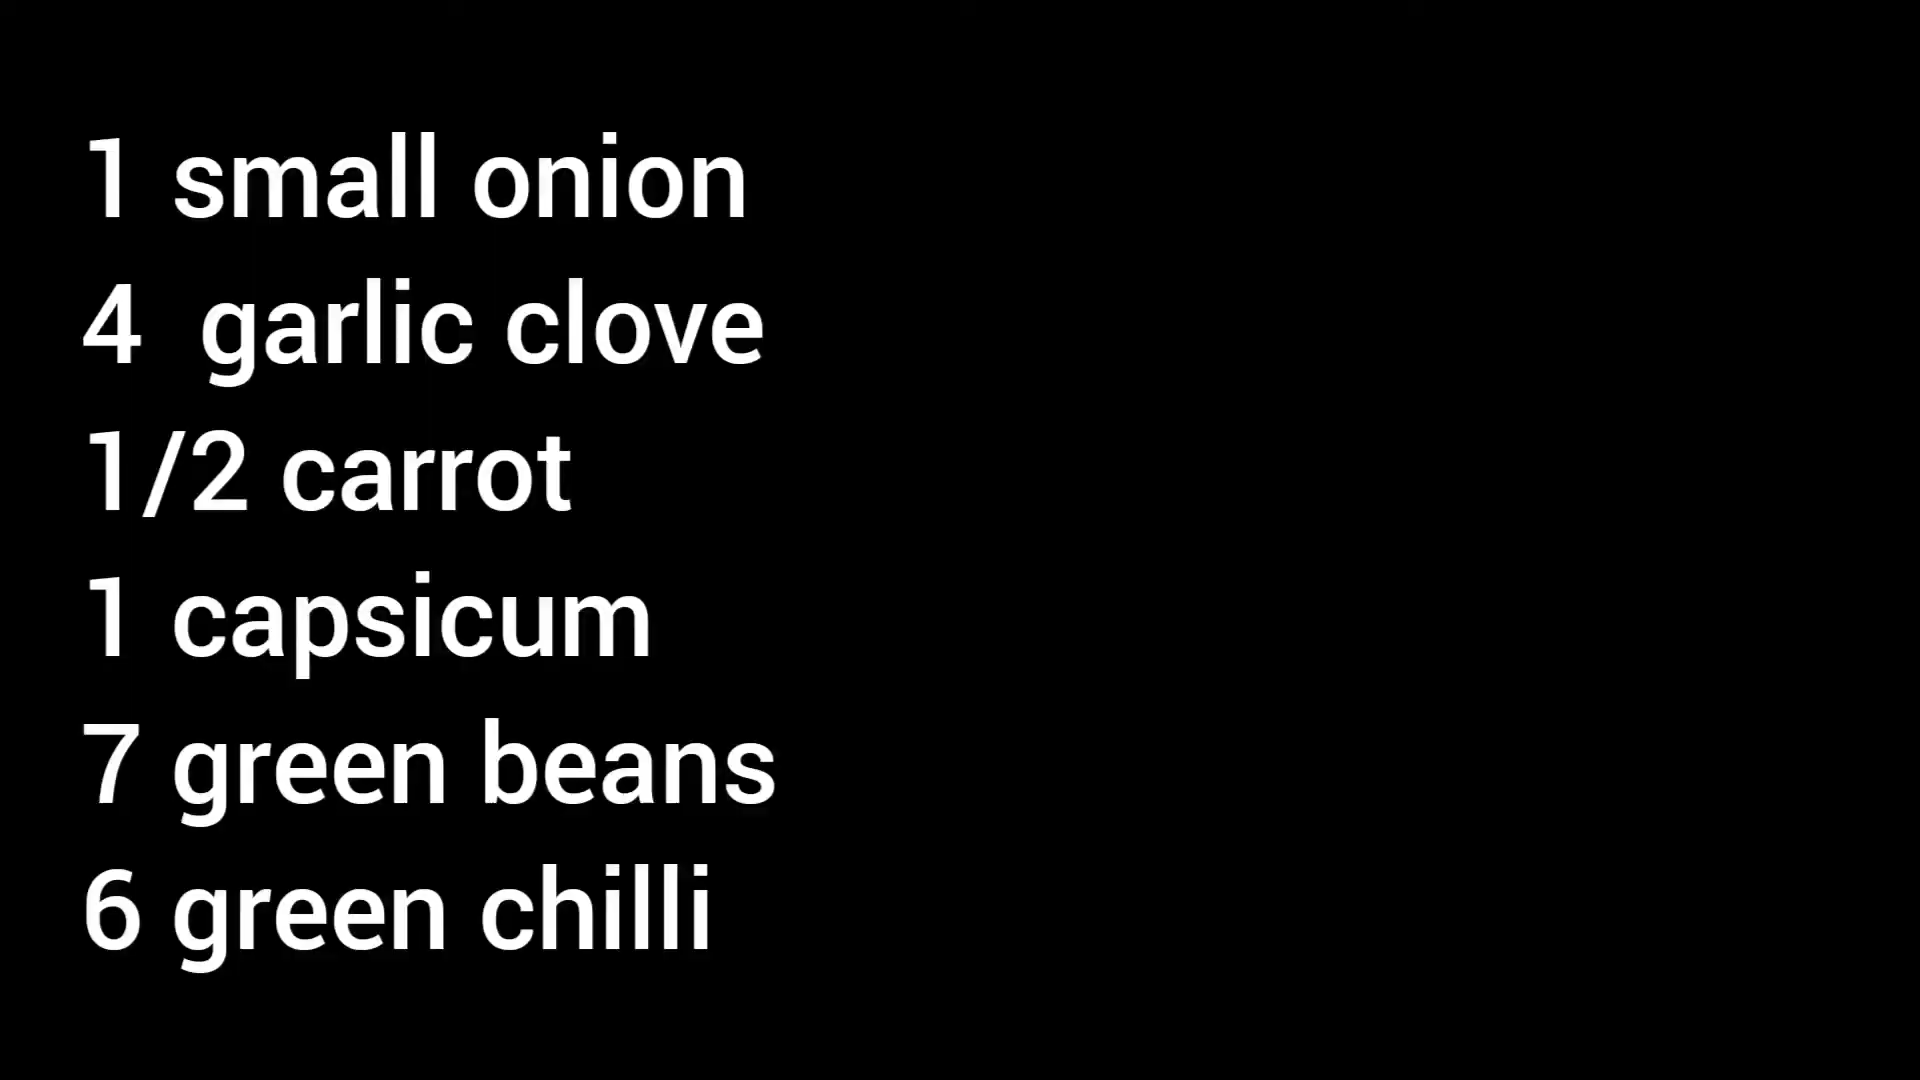 1 small onion
4  garlic clove
1/2 carrot
1 capsicum
7 green beans
6 green chilli